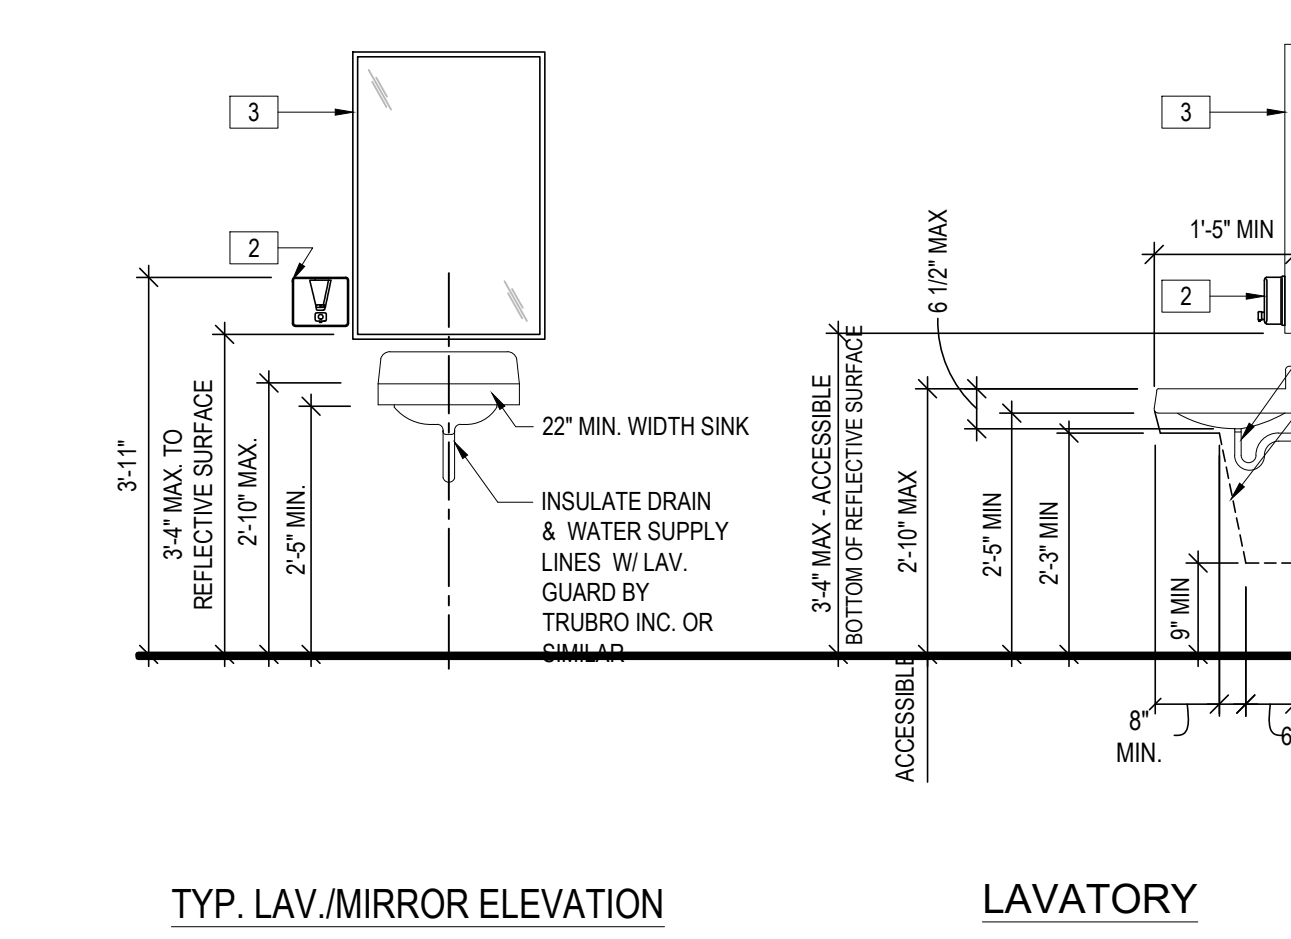 3
2
3'-11"
3'-4" MAX. TO
REFLECTIVE SURFACE
2'-10" MAX.
2'-5" MIN.
22" MIN. WIDTH SINK
INSULATE DRAIN
& WATER SUPPLY
LINES W/ LAV.
GUARD BY
TRUBRO INC. OR
SIMILAR
TYP. LAV./MIRROR ELEVATION
3
1'-5" MIN
2
6 1/2" MAX
3'-4" MAX - ACCESSIBLE
BOTTOM OF REFLECTIVE SURFACE
2'-10" MAX
ACCESSIBLE
2'-5" MIN
2'-3" MIN
9" MIN
8"
MIN.
6
LAVATORY